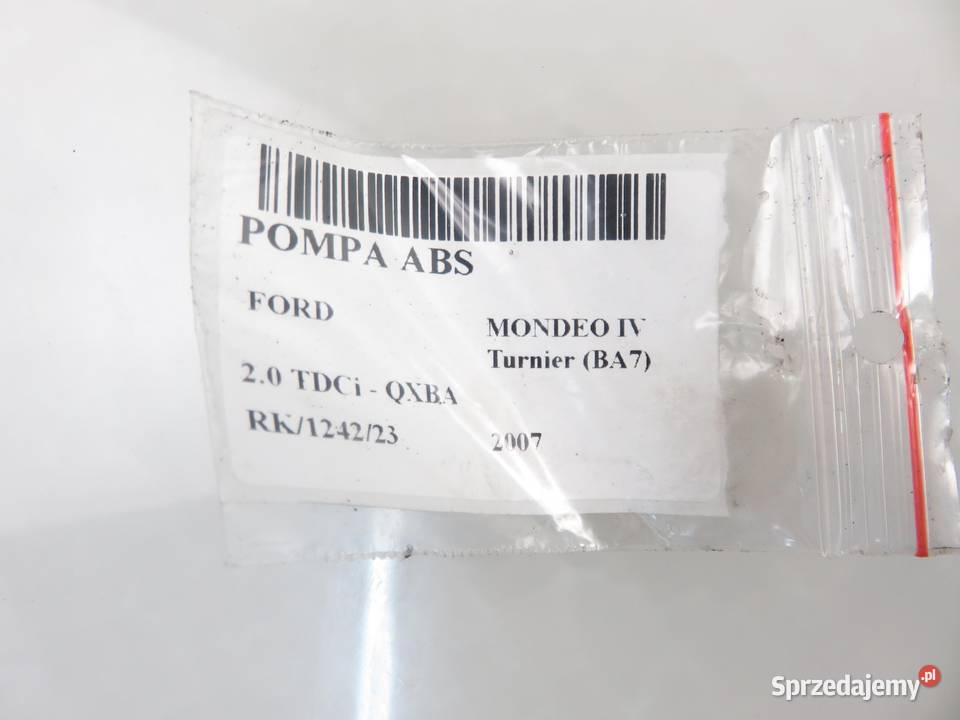 POMPA ABS
FORD
MONDEO IV
Turnier (BA7)
2.0 TDCi - QXBA
RK/1242/23
2007
Sprzedajemy.pl